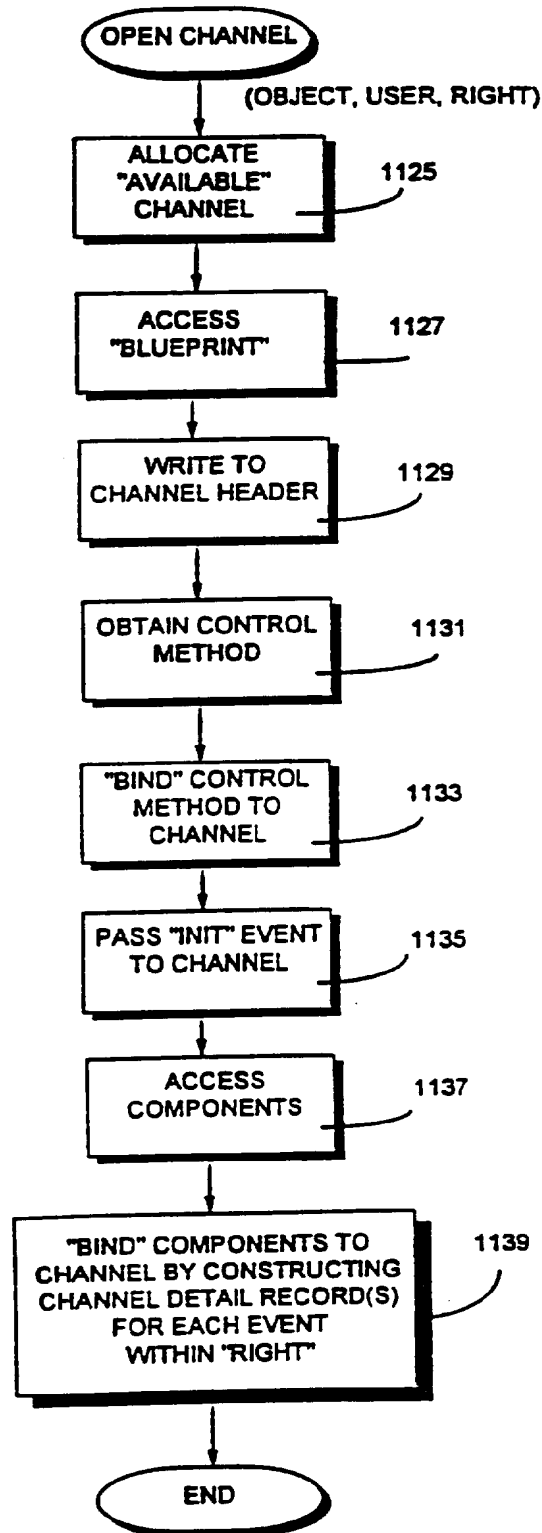 OPEN CHANNEL
(OBJECT, USER, RIGHT)
ALLOCATE
"AVAILABLE"
CHANNEL
1125
ACCESS
"BLUEPRINT"
1127
WRITE TO
CHANNEL HEADER
1129
OBTAIN CONTROL
METHOD
1131
"BIND" CONTROL
METHOD TO
CHANNEL
1133
PASS "INIT" EVENT
TO CHANNEL
1135
ACCESS
COMPONENTS
1137
"BIND" COMPONENTS TO
CHANNEL BY CONSTRUCTING
CHANNEL DETAIL RECORD(S)
FOR EACH EVENT
WITHIN "RIGHT"
1139
END